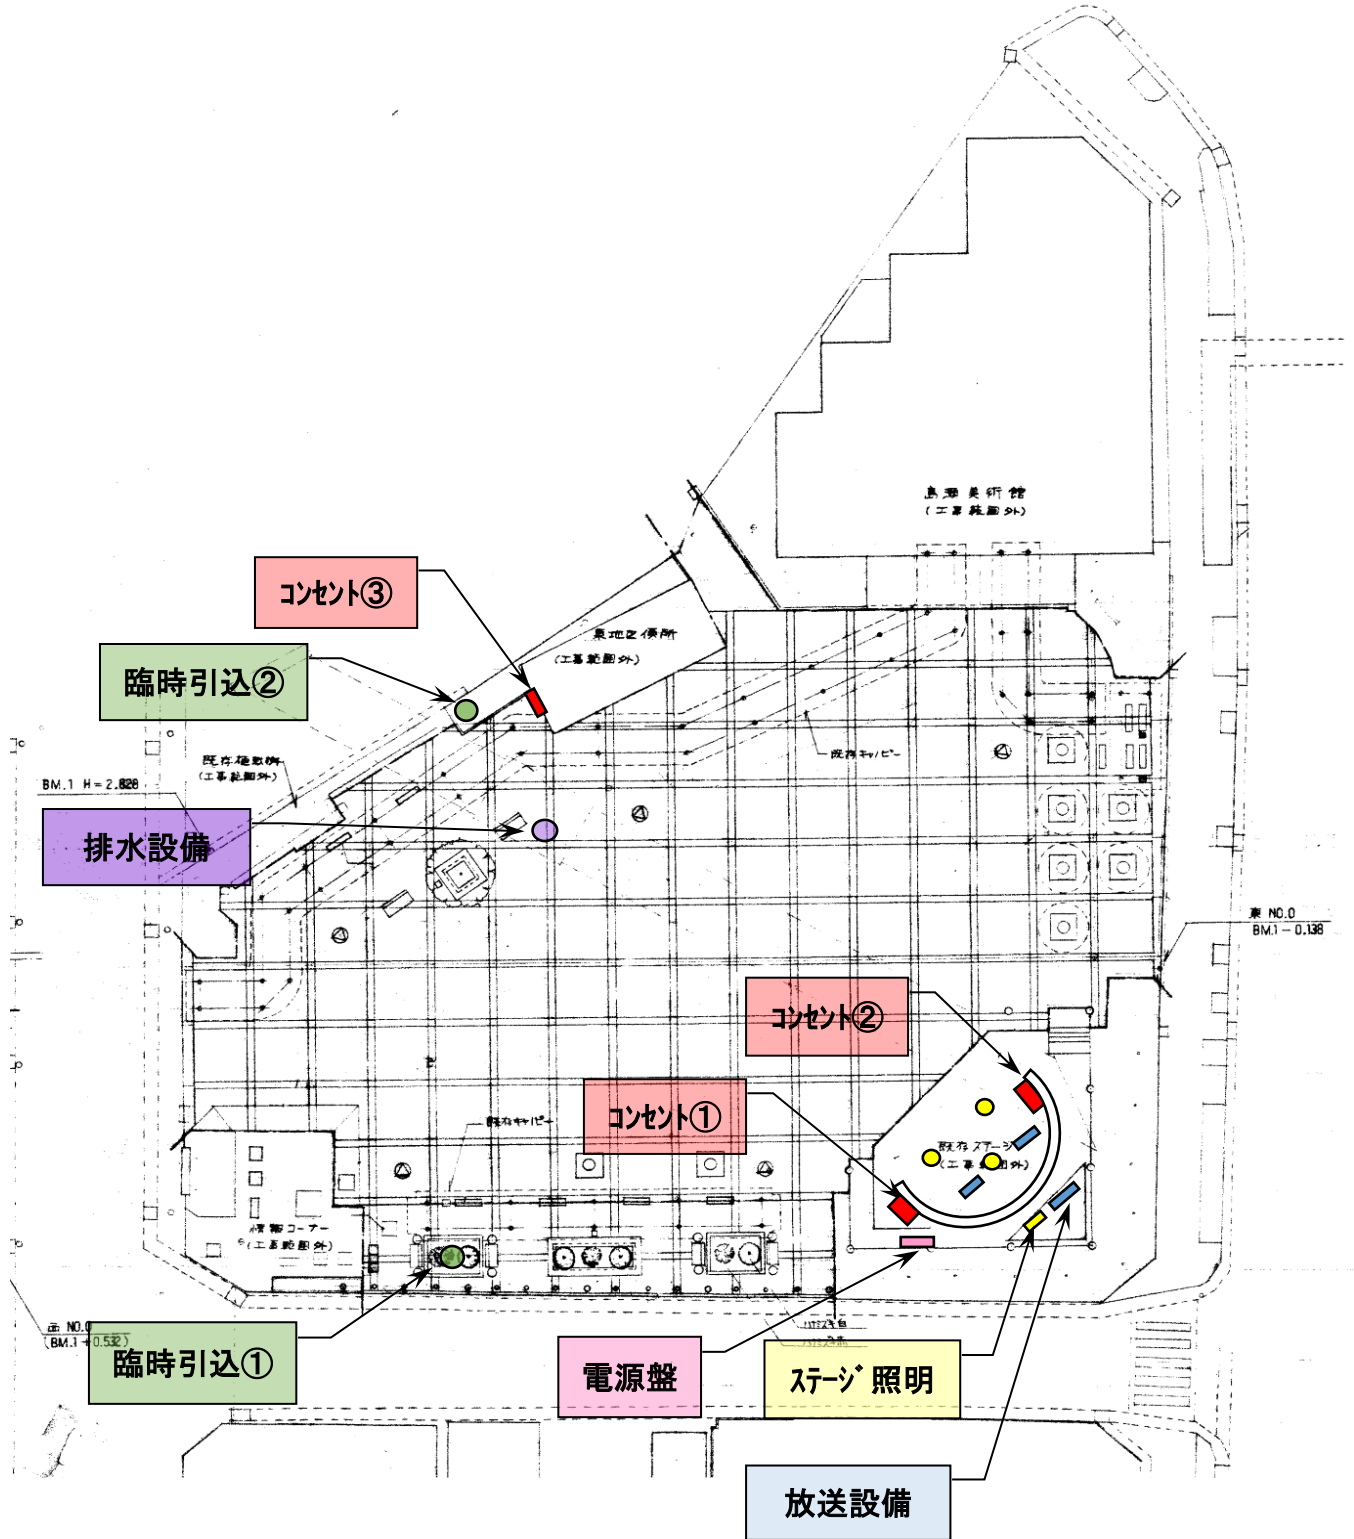 島瀬美術館
(工事範囲外)
コンセント③
東地区便所
(工事範囲外)
臨時引込②
既存キャノピー
(工事範囲外)
BM.1 H=2.828
排水設備
東 NO.0
BM.1-0.138
コンセント②
コンセント①
既存キャノピー
既存ステージ
(工事範囲外)
情報コーナー
(工事範囲外)
西 NO.0
(BM.1+0.532)
臨時引込①
電源盤
ステージ照明
放送設備